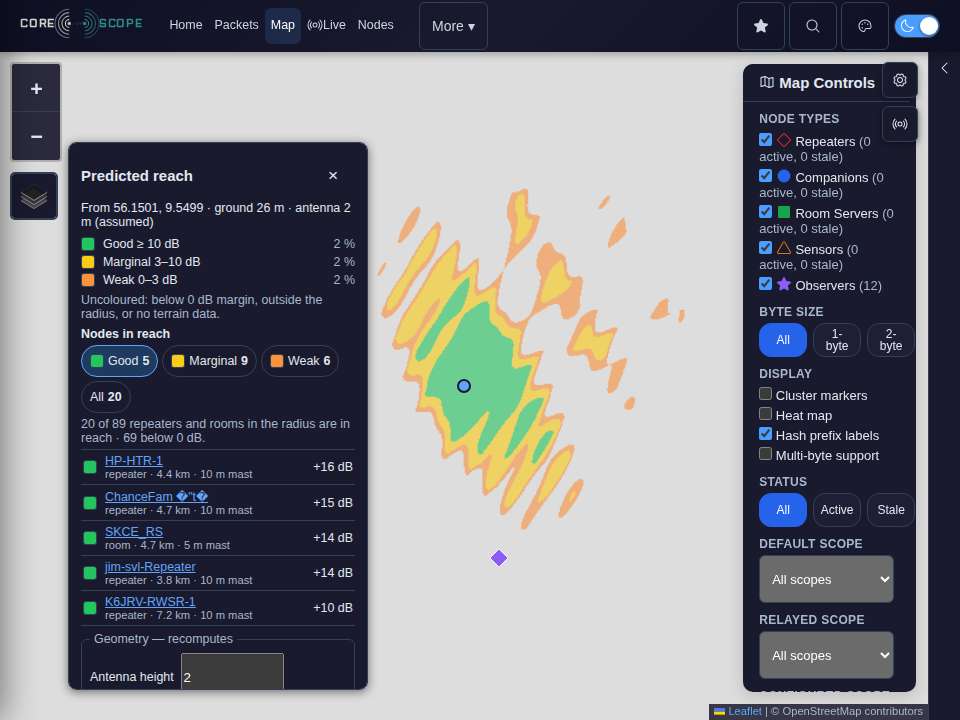 CORE SCOPE
Home
Packets
Map
Live
Nodes
More ▾
+
−
Predicted reach
×
From 56.1501, 9.5499 · ground 26 m · antenna 2
m (assumed)
Good ≥ 10 dB 2 %
Marginal 3–10 dB 2 %
Weak 0–3 dB 2 %
Uncoloured: below 0 dB margin, outside the
radius, or no terrain data.
Nodes in reach
Good 5
Marginal 9
Weak 6
All 20
20 of 89 repeaters and rooms in the radius are in
reach · 69 below 0 dB.
HP-HTR-1
repeater · 4.4 km · 10 m mast
+16 dB
ChanceFam �"t�
repeater · 4.7 km · 10 m mast
+15 dB
SKCE_RS
room · 4.7 km · 5 m mast
+14 dB
jim-svl-Repeater
repeater · 3.8 km · 10 m mast
+14 dB
K6JRV-RWSR-1
repeater · 7.2 km · 10 m mast
+10 dB
Geometry — recomputes
Antenna height 2
Map Controls
NODE TYPES
Repeaters (0
active, 0 stale)
Companions (0
active, 0 stale)
Room Servers (0
active, 0 stale)
Sensors (0
active, 0 stale)
Observers (12)
BYTE SIZE
All
1-
byte
2-
byte
DISPLAY
Cluster markers
Heat map
Hash prefix labels
Multi-byte support
STATUS
All
Active
Stale
DEFAULT SCOPE
All scopes
RELAYED SCOPE
All scopes
Leaflet | © OpenStreetMap contributors